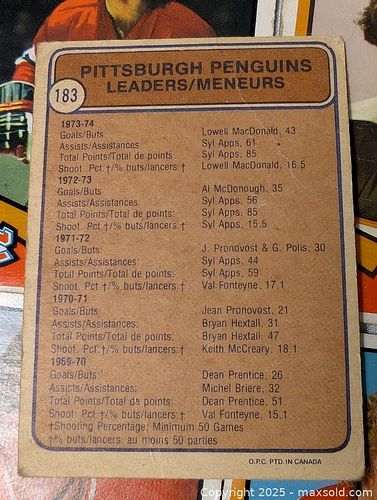 183
PITTSBURGH PENGUINS
LEADERS/MENEURS
1973-74
Goals/Buts Lowell MacDonald, 43
Assists/Assistances Syl Apps, 61
Total Points/Total de points: Syl Apps, 85
Shoot. Pct †/% buts/lancers:† Lowell MacDonald, 16.5
1972-73
Goals/Buts Al McDonough, 35
Assists/Assistances: Syl Apps, 56
Total Points/Total de points: Syl Apps, 85
Shoot. Pct †/% buts/lancers:† Syl Apps, 15.5
1971-72
Goals/Buts: J. Pronovost & G. Polis, 30
Assists/Assistances: Syl Apps, 44
Total Points/Total de points: Syl Apps, 59
Shoot. Pct †/% buts/lancers:† Val Fonteyne, 17.1
1970-71
Goals/Buts: Jean Pronovost, 21
Assists/Assistances: Bryan Hextall, 31
Total Points/Total de points: Bryan Hextall, 47
Shoot. Pct †/% buts/lancers:† Keith McCreary, 18.1
1969-70
Goals/Buts: Dean Prentice, 26
Assists/Assistances: Michel Briere, 32
Total Points/Total de points: Dean Prentice, 51
Shoot. Pct †/% buts/lancers:† Val Fonteyne, 15.1
†Shooting Percentage: Minimum 50 Games
†% buts/lancers: au moins 50 parties
O.P.C. PTD. IN CANADA
Copyright 2025 - maxsold.com